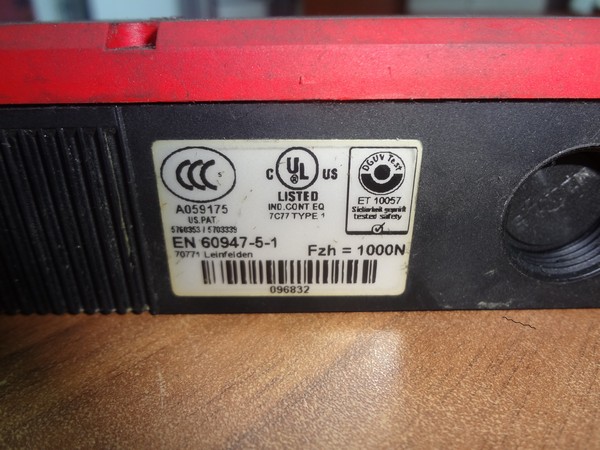 CCC S
A059175
US.PAT.
5760353 / 5703339
EN 60947-5-1
70771 Leinfelden
C UL US
LISTED
IND.CONT EQ
7C77 TYPE 1
DGUV Test
ET 10057
Sicherheit geprüft
tested safety
Fzh = 1000N
096832